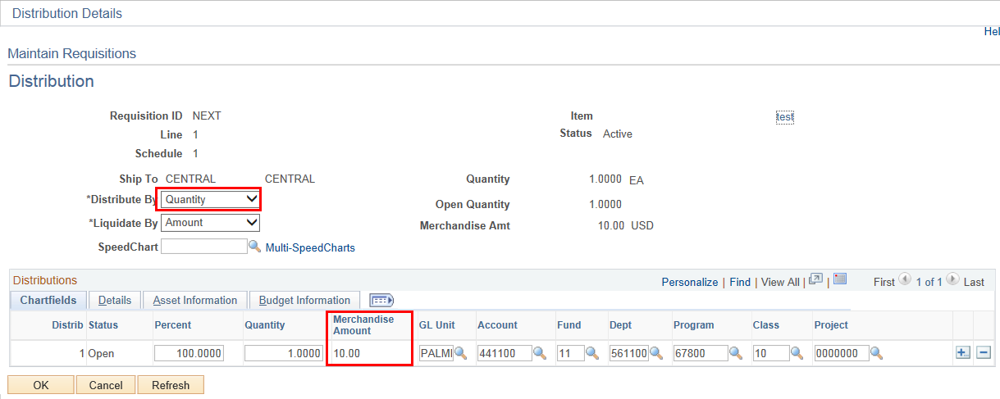 Distribution Details
Hel
Maintain Requisitions
Distribution
Requisition ID NEXT Item test
Line 1 Status Active
Schedule 1
Ship To CENTRAL CENTRAL Quantity 1.0000 EA
*Distribute By Quantity Open Quantity 1.0000
*Liquidate By Amount Merchandise Amt 10.00 USD
SpeedChart Multi-SpeedCharts
Distributions Personalize | Find | View All | | First 1 of 1 Last
Chartfields Details Asset Information Budget Information
Distrib Status Percent Quantity Merchandise Amount GL Unit Account Fund Dept Program Class Project
1 Open 100.0000 1.0000 10.00 PALMI 441100 11 561100 67800 10 0000000
OK Cancel Refresh